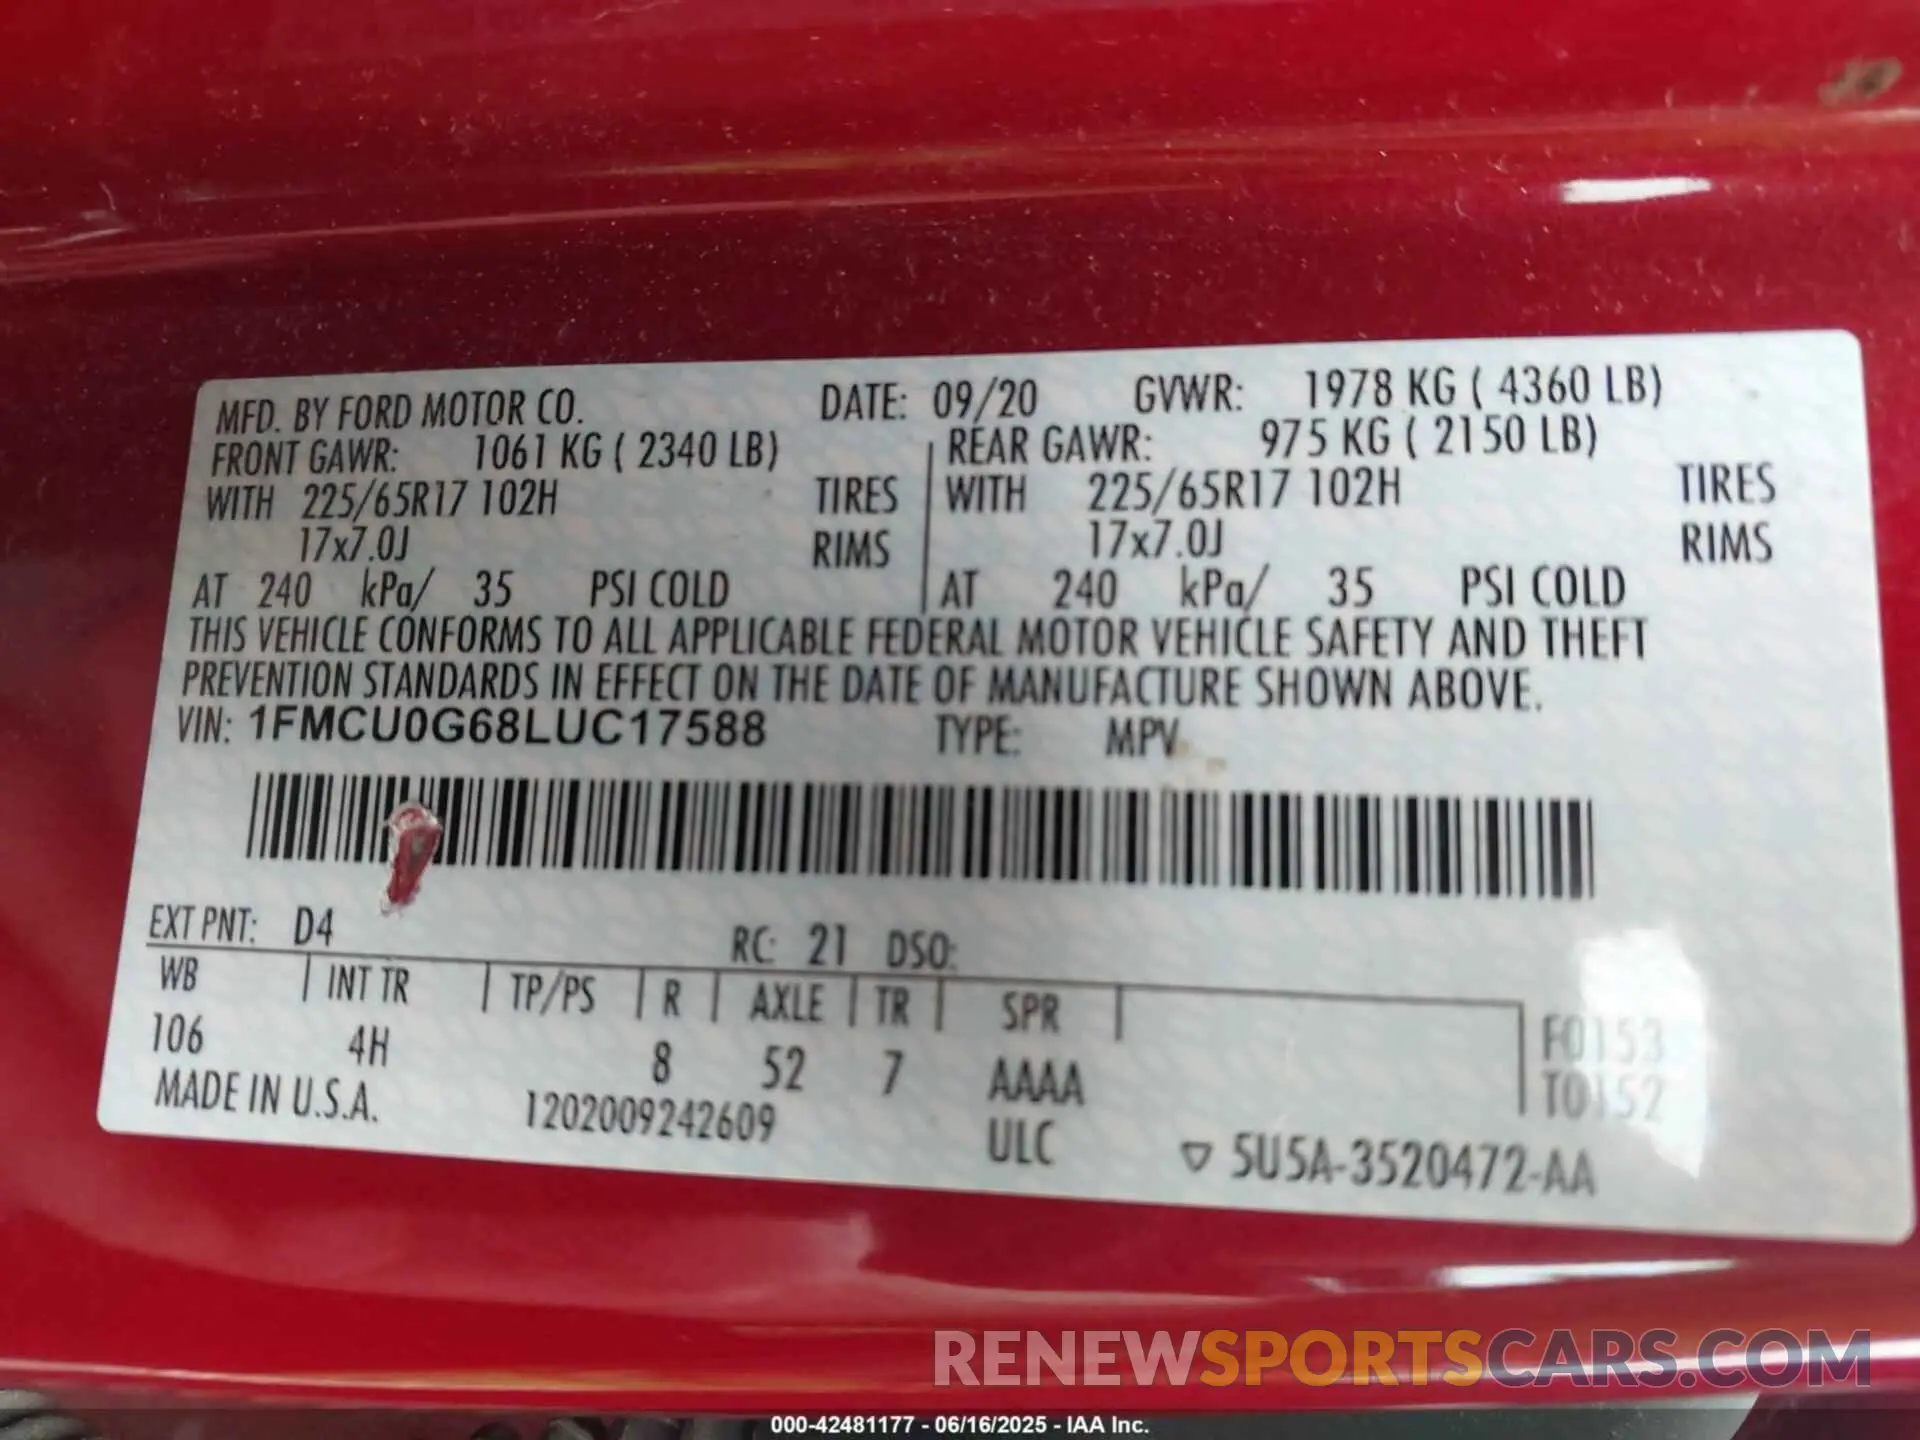 MFD. BY FORD MOTOR CO. DATE: 09/20 GVWR: 1978 KG ( 4360 LB)
FRONT GAWR: 1061 KG ( 2340 LB) REAR GAWR: 975 KG ( 2150 LB)
WITH 225/65R17 102H TIRES WITH 225/65R17 102H TIRES
17x7.0J RIMS 17x7.0J RIMS
AT 240 kPa/ 35 PSI COLD AT 240 kPa/ 35 PSI COLD
THIS VEHICLE CONFORMS TO ALL APPLICABLE FEDERAL MOTOR VEHICLE SAFETY AND THEFT
PREVENTION STANDARDS IN EFFECT ON THE DATE OF MANUFACTURE SHOWN ABOVE.
VIN: 1FMCU0G68LUC17588 TYPE: MPV
EXT PNT: D4 RC: 21 DSO:
WB INT TR TP/PS R AXLE TR SPR
106 4H 8 52 7 AAAA F0153
T0152
MADE IN U.S.A. 1202009242609 ULC ▽ 5U5A-3520472-AA
RENEWSPORTSCARS.COM
000-42481177 - 06/16/2025 - IAA Inc.